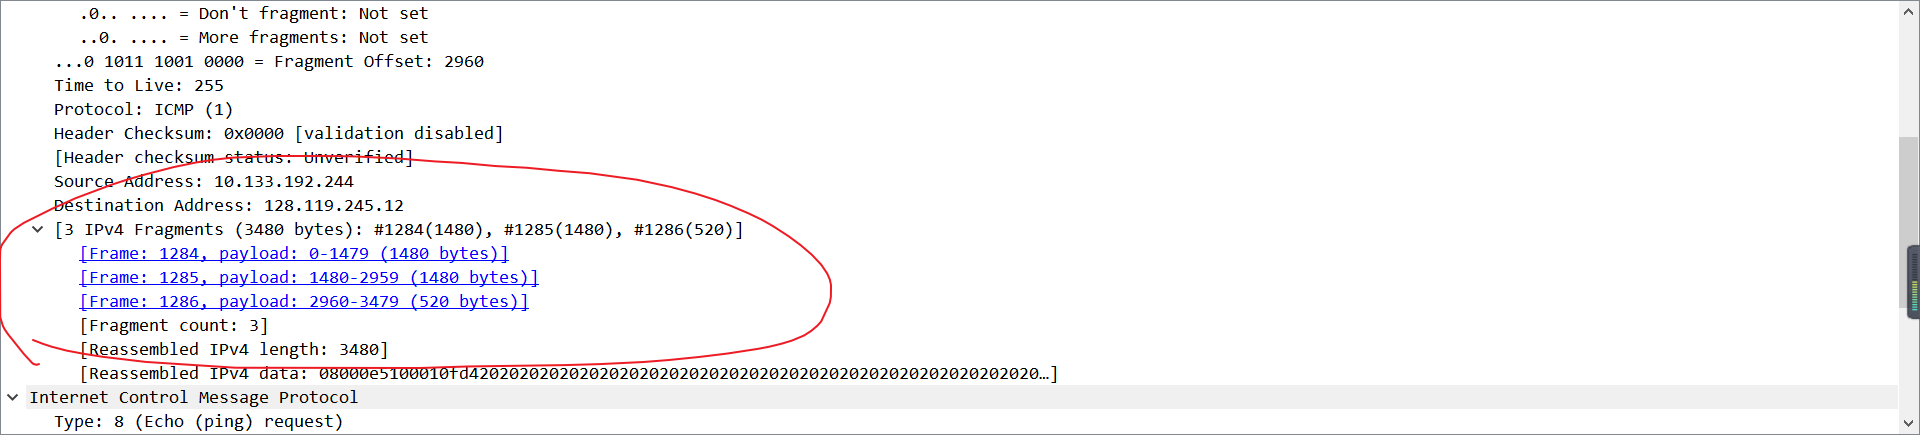 .0.. .... = Don't fragment: Not set
..0. .... = More fragments: Not set
...0 1011 1001 0000 = Fragment Offset: 2960
Time to Live: 255
Protocol: ICMP (1)
Header Checksum: 0x0000 [validation disabled]
[Header checksum status: Unverified]
Source Address: 10.133.192.244
Destination Address: 128.119.245.12
[3 IPv4 Fragments (3480 bytes): #1284(1480), #1285(1480), #1286(520)]
[Frame: 1284, payload: 0-1479 (1480 bytes)]
[Frame: 1285, payload: 1480-2959 (1480 bytes)]
[Frame: 1286, payload: 2960-3479 (520 bytes)]
[Fragment count: 3]
[Reassembled IPv4 length: 3480]
[Reassembled IPv4 data: 08000e5100010fd42020202020202020202020202020202020202020202020202020202020…]
Internet Control Message Protocol
Type: 8 (Echo (ping) request)